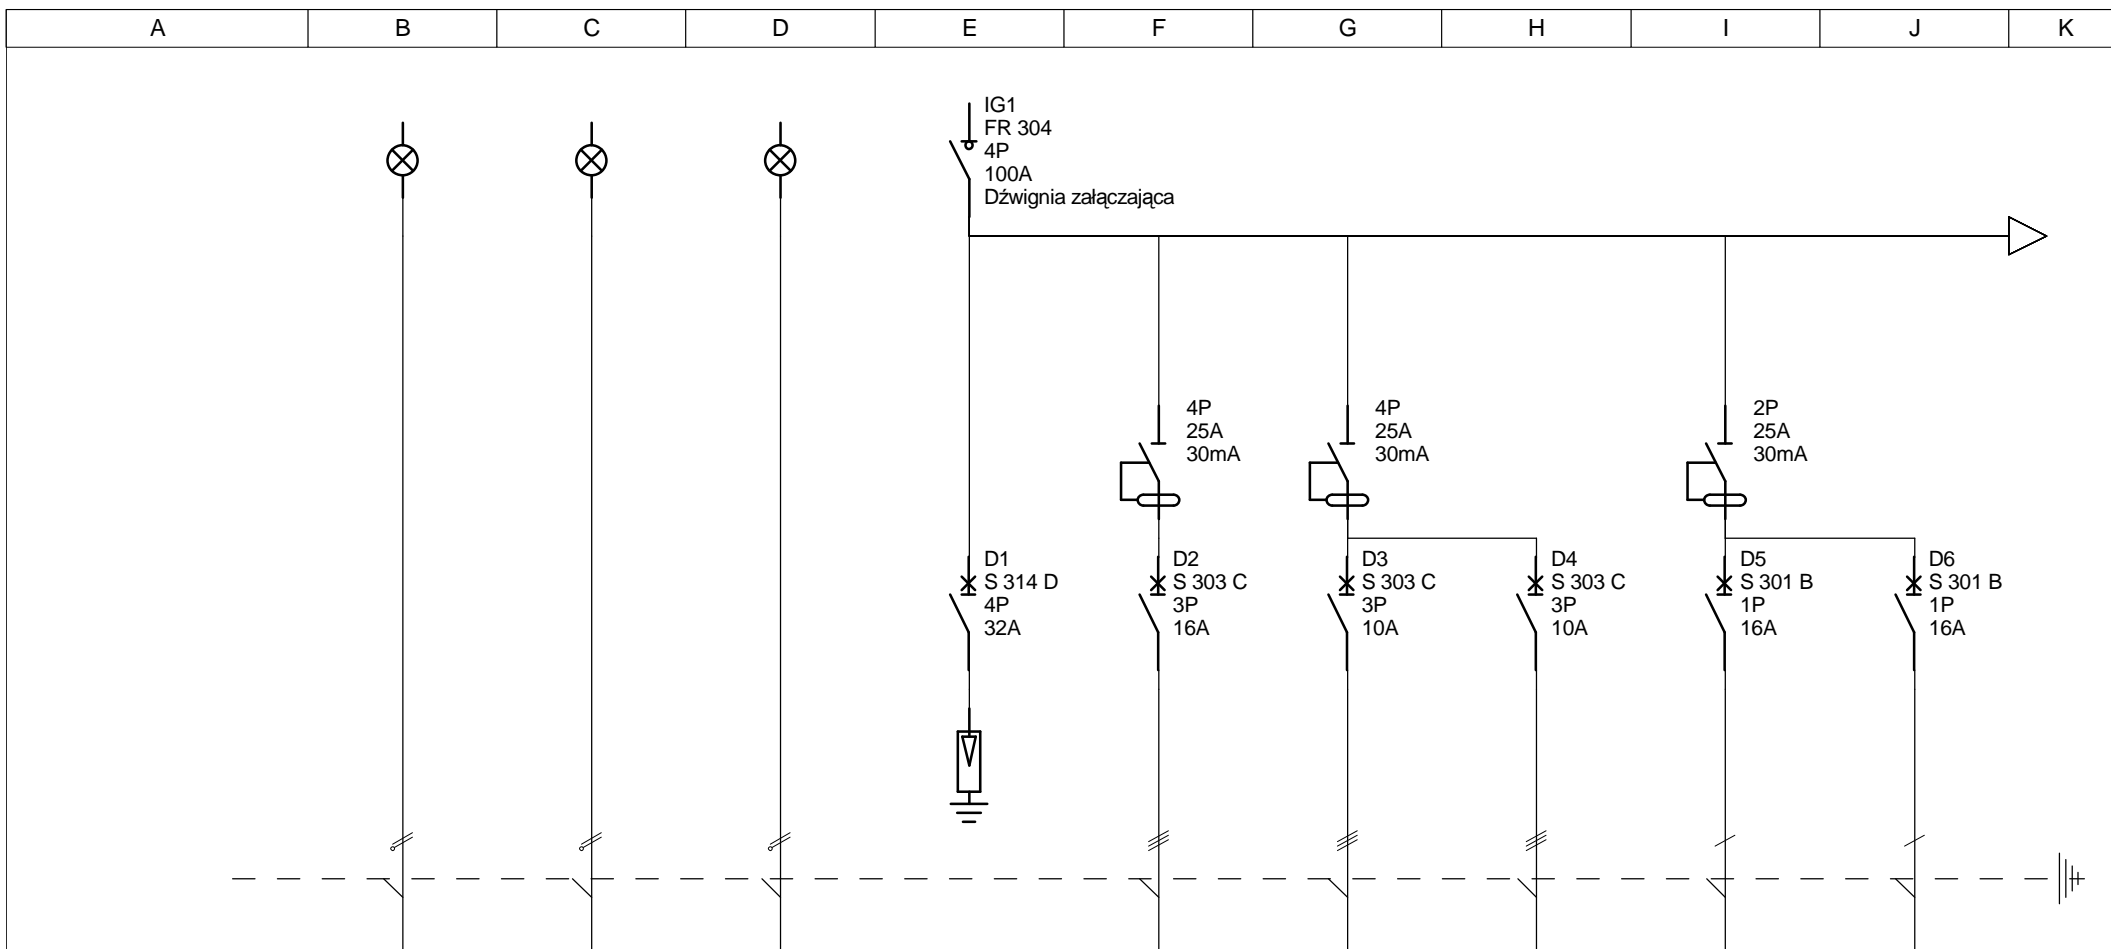 A B C D E F G H I J K
IG1
FR 304
4P
100A
Dźwignia załączająca
4P
25A
30mA
4P
25A
30mA
2P
25A
30mA
D1
S 314 D
4P
32A
D2
S 303 C
3P
16A
D3
S 303 C
3P
10A
D4
S 303 C
3P
10A
D5
S 301 B
1P
16A
D6
S 301 B
1P
16A